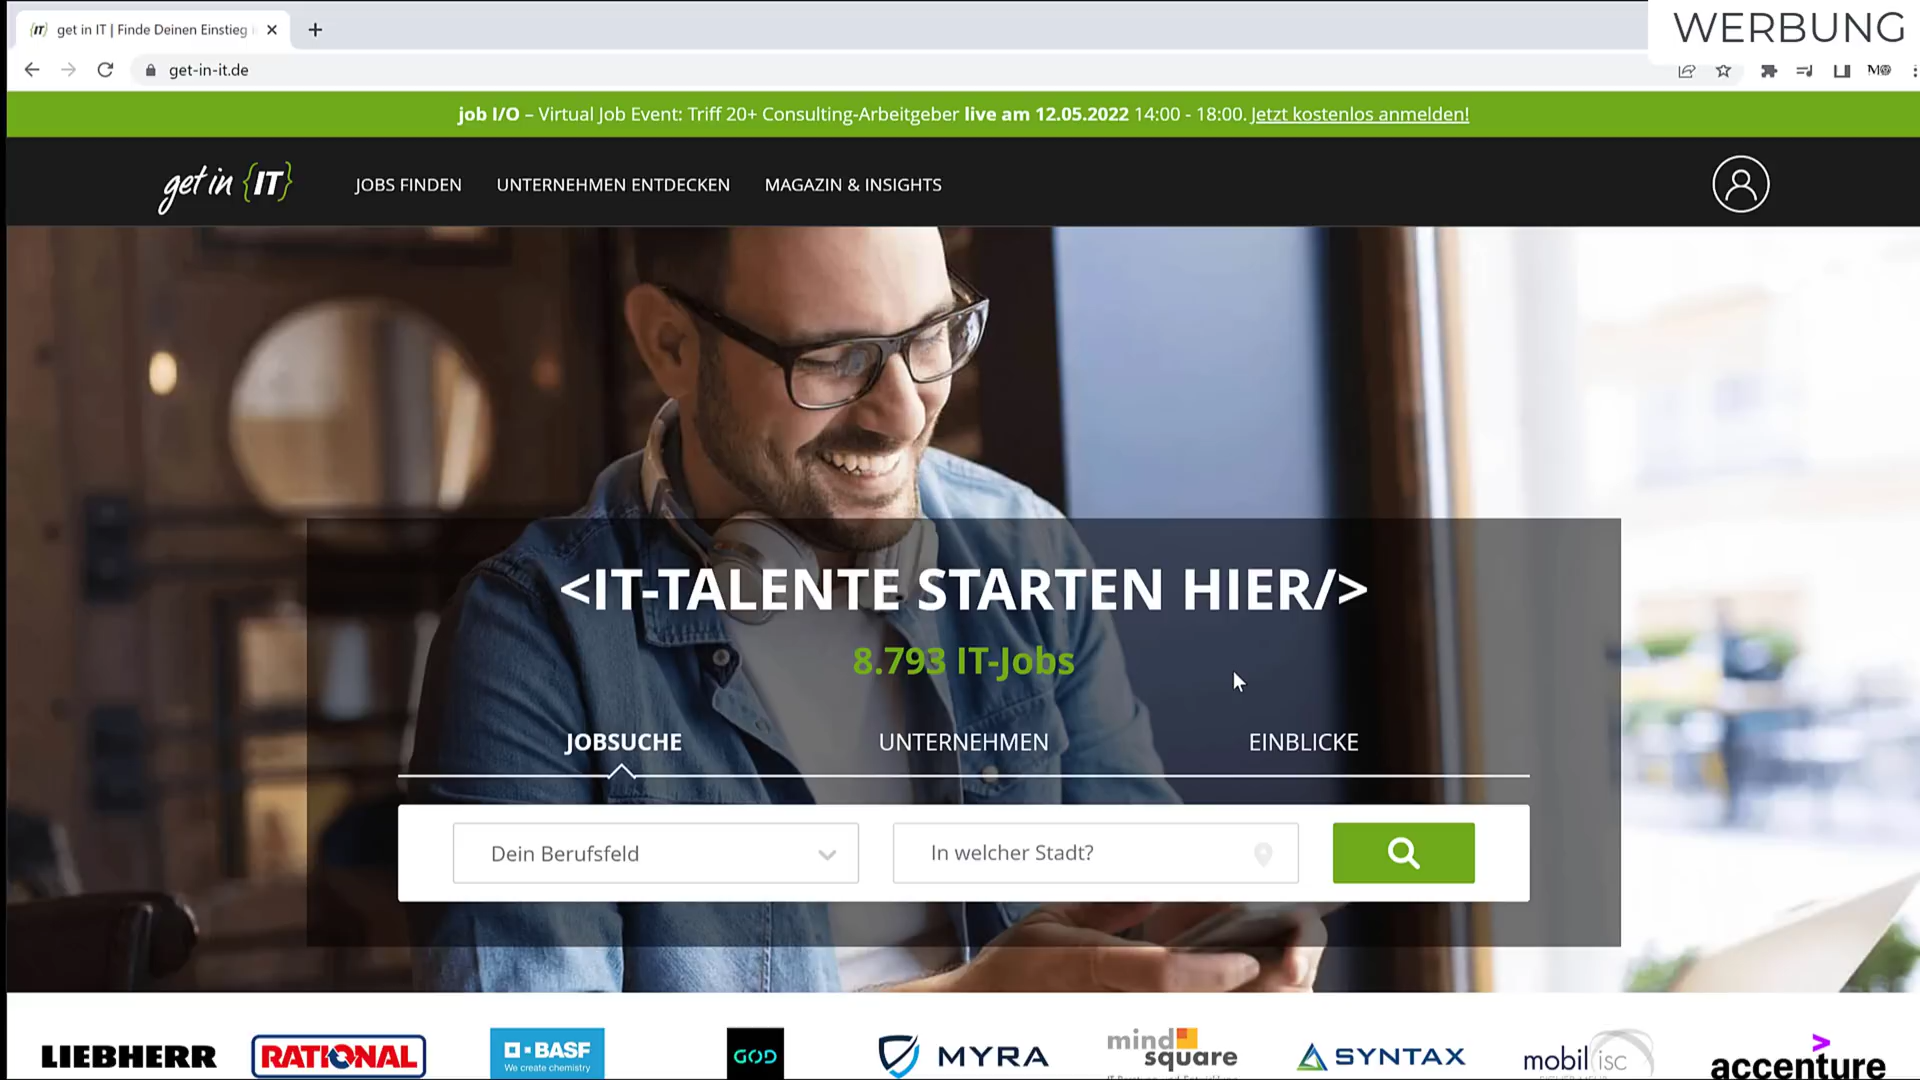 {IT} get in IT | Finde Deinen Einstieg
WERBUNG
get-in-it.de
job I/O – Virtual Job Event: Triff 20+ Consulting-Arbeitgeber live am 12.05.2022 14:00 - 18:00. Jetzt kostenlos anmelden!
get in {IT}
JOBS FINDEN
UNTERNEHMEN ENTDECKEN
MAGAZIN & INSIGHTS
<IT-TALENTE STARTEN HIER/>
8.793 IT-Jobs
JOBSUCHE
UNTERNEHMEN
EINBLICKE
Dein Berufsfeld
In welcher Stadt?
LIEBHERR
RATIONAL
BASF
We create chemistry
GOD
MYRA
mind
square
SYNTAX
mobil isc
accenture